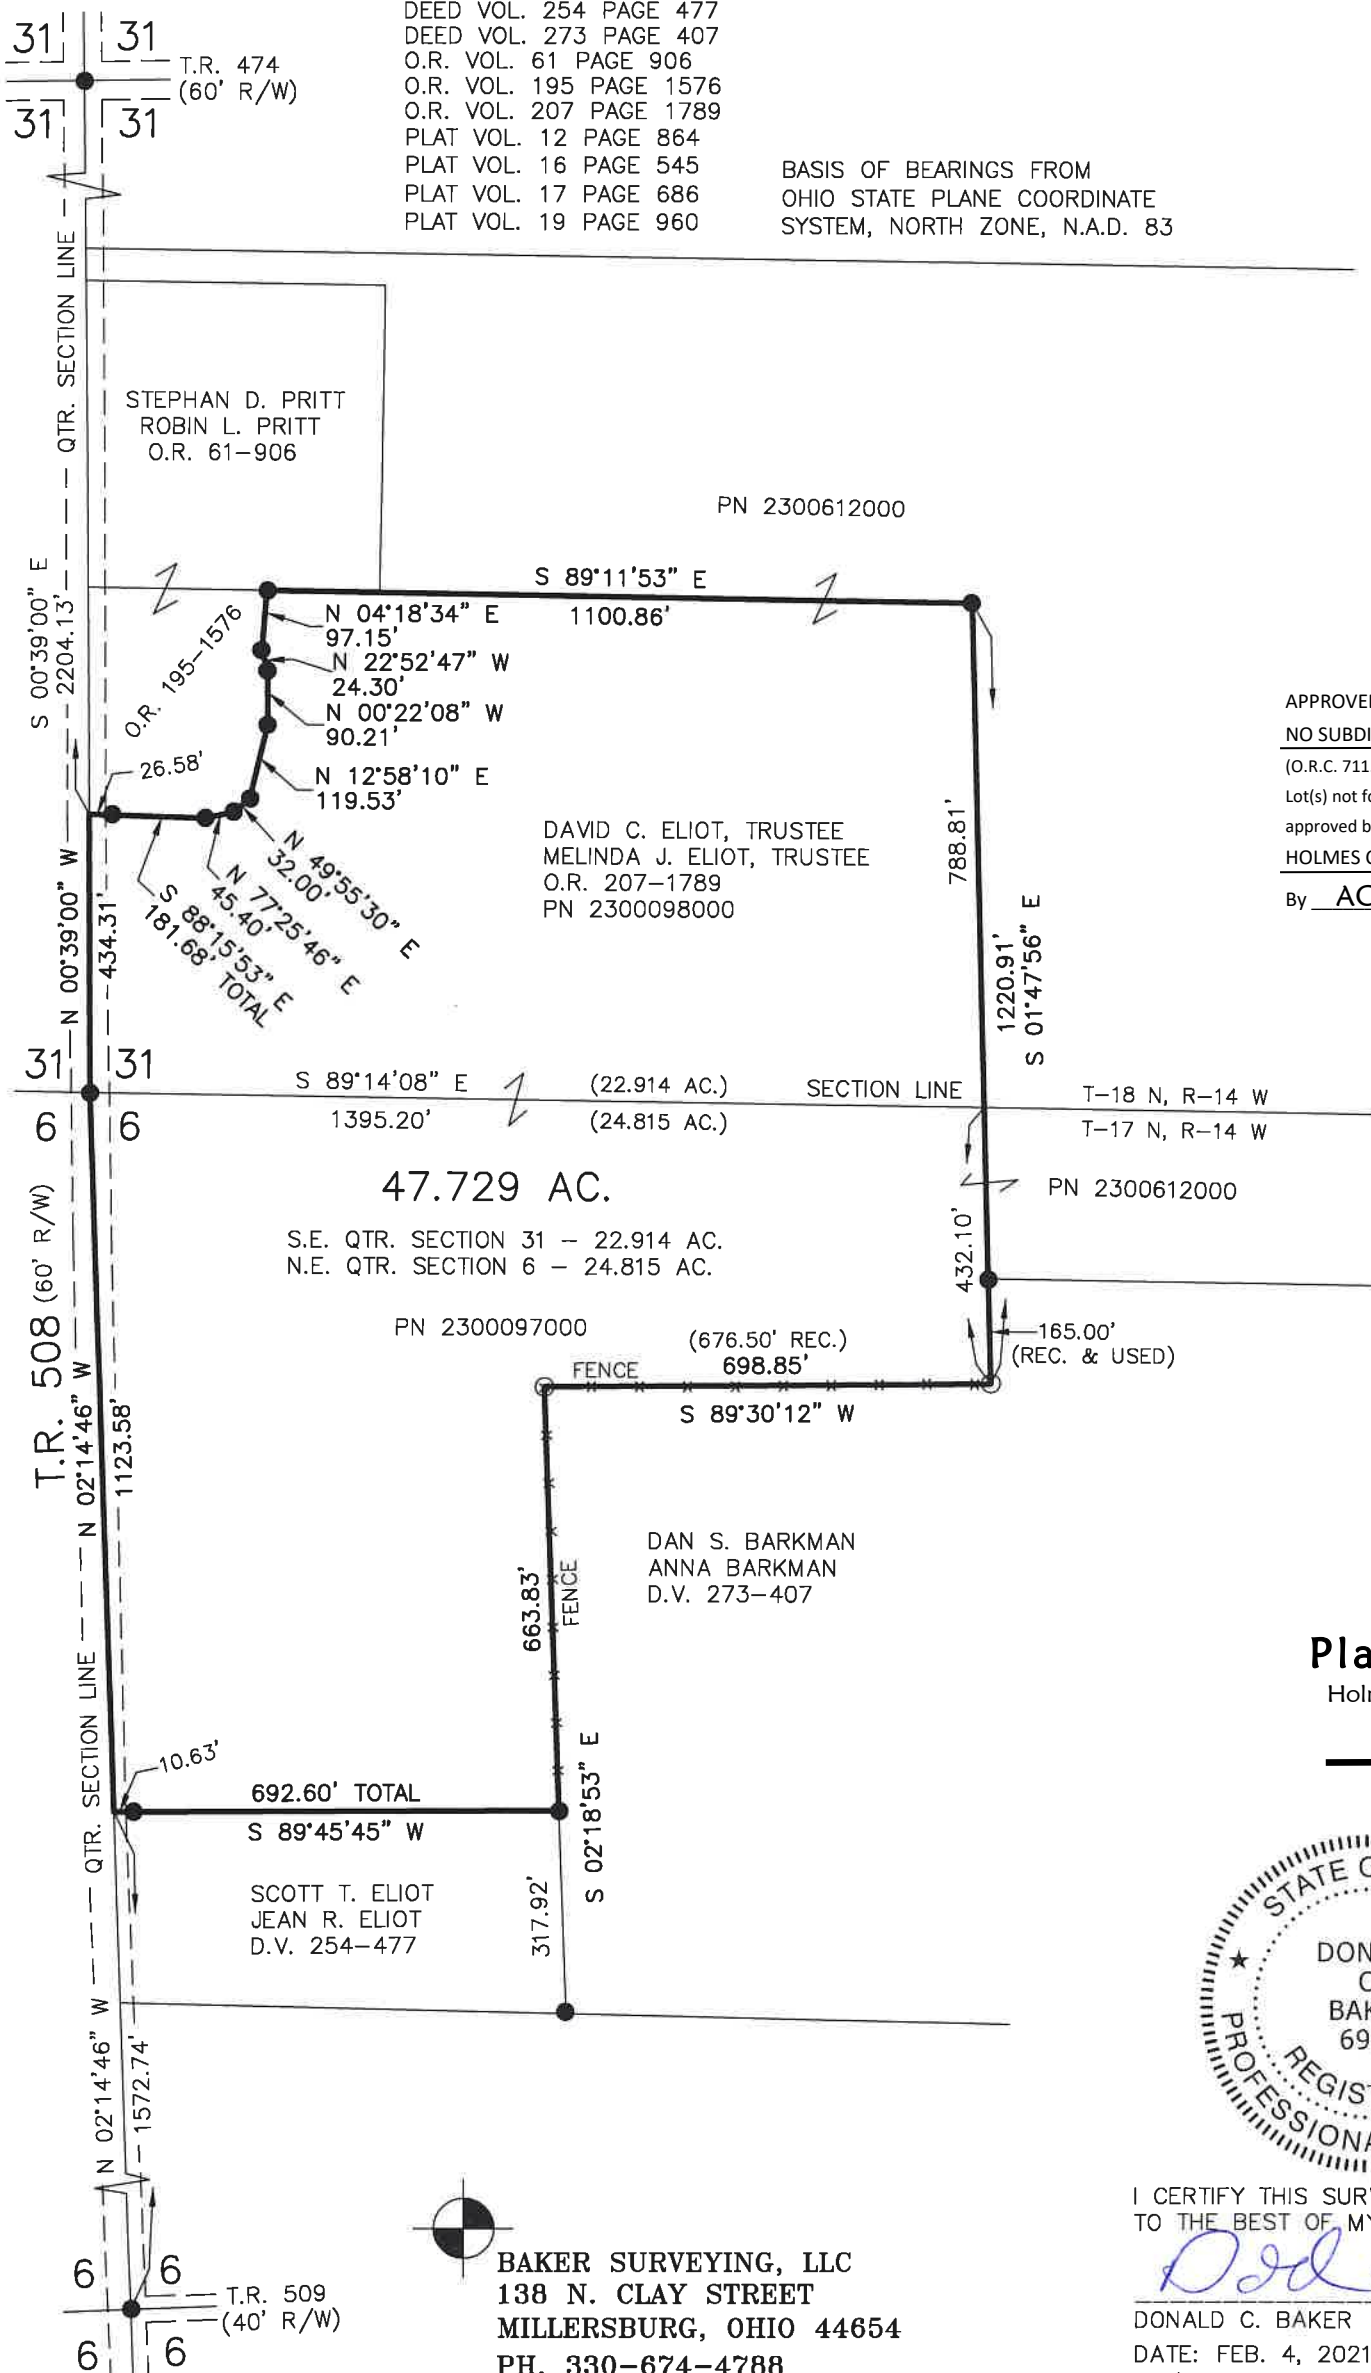 DEED VOL. 254 PAGE 477
DEED VOL. 273 PAGE 407
O.R. VOL. 61 PAGE 906
O.R. VOL. 195 PAGE 1576
O.R. VOL. 207 PAGE 1789
PLAT VOL. 12 PAGE 864
PLAT VOL. 16 PAGE 545
PLAT VOL. 17 PAGE 686
PLAT VOL. 19 PAGE 960
BASIS OF BEARINGS FROM
OHIO STATE PLANE COORDINATE
SYSTEM, NORTH ZONE, N.A.D. 83
31 31
T.R. 474
(60' R/W)
31 31
QTR. SECTION LINE
S 00°39'00" E
2204.13'
STEPHAN D. PRITT
ROBIN L. PRITT
O.R. 61-906
PN 2300612000
S 89°11'53" E
1100.86'
O.R. 195-1576
N 04°18'34" E
97.15'
N 22°52'47" W
24.30'
N 00°22'08" W
90.21'
N 12°58'10" E
119.53'
26.58'
N 49°55'30" E
32.00'
N 77°25'46" E
45.40'
S 88°15'53" E
181.68' TOTAL
N 00°39'00" W
434.31'
DAVID C. ELIOT, TRUSTEE
MELINDA J. ELIOT, TRUSTEE
O.R. 207-1789
PN 2300098000
788.81'
1220.91'
S 01°47'56" E
APPROVE
NO SUBDI
(O.R.C. 711
Lot(s) not fo
approved b
HOLMES C
By AC
31 31
S 89°14'08" E
(22.914 AC.)
SECTION LINE
T-18 N, R-14 W
6 6
1395.20'
(24.815 AC.)
T-17 N, R-14 W
47.729 AC.
PN 2300612000
S.E. QTR. SECTION 31 - 22.914 AC.
N.E. QTR. SECTION 6 - 24.815 AC.
432.10'
PN 2300097000
(676.50' REC.)
698.85'
FENCE
S 89°30'12" W
165.00'
(REC. & USED)
T.R. 508 (60' R/W)
N 02°14'46" W
1123.58'
QTR. SECTION LINE
DAN S. BARKMAN
ANNA BARKMAN
D.V. 273-407
663.83'
FENCE
S 02°18'53" E
Pla
Hol
10.63'
692.60' TOTAL
S 89°45'45" W
SCOTT T. ELIOT
JEAN R. ELIOT
D.V. 254-477
317.92'
QTR. SECTION LINE
N 02°14'46" W
1572.74'
STATE O
DON
C
BAK
69
REGIS
PROFESSIONA
I CERTIFY THIS SUR
TO THE BEST OF MY
DONALD C. BAKER
DATE: FEB. 4, 2021
6 6
T.R. 509
(40' R/W)
6 6
BAKER SURVEYING, LLC
138 N. CLAY STREET
MILLERSBURG, OHIO 44654
PH. 330-674-4788